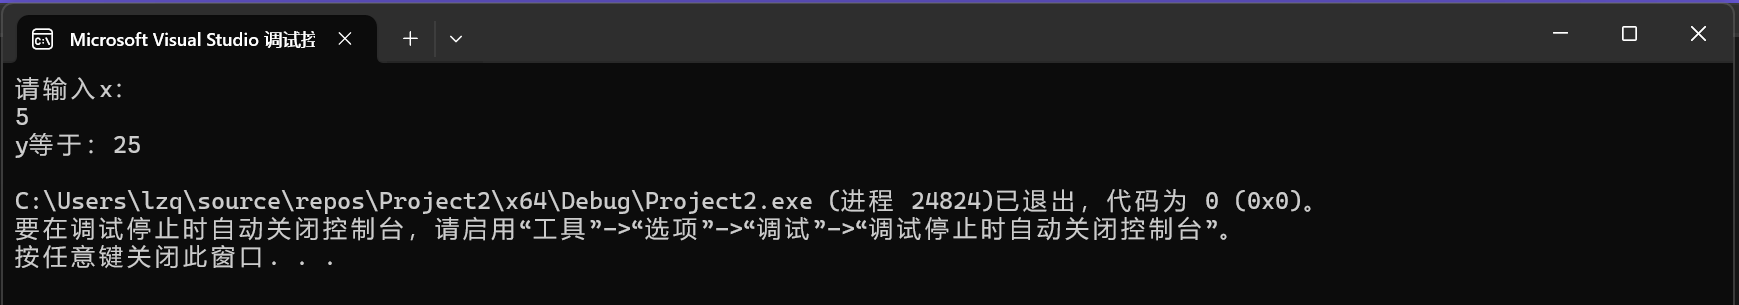 Microsoft Visual Studio 调试控
请输入x：
5
y等于：25
C:\Users\lzq\source\repos\Project2\x64\Debug\Project2.exe (进程 24824)已退出，代码为 0 (0x0)。
要在调试停止时自动关闭控制台，请启用“工具”->“选项”->“调试”->“调试停止时自动关闭控制台”。
按任意键关闭此窗口. . .